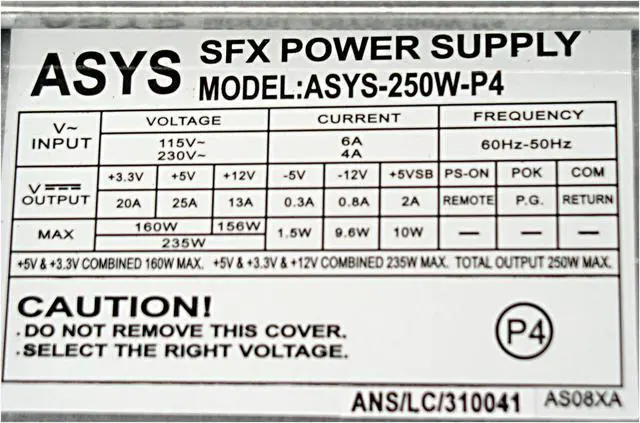 ASYS SFX POWER SUPPLY
MODEL:ASYS-250W-P4
V~ INPUT VOLTAGE CURRENT FREQUENCY
115V~ 6A 60Hz-50Hz
230V~ 4A
V OUTPUT +3.3V +5V +12V -5V -12V +5VSB PS-ON POK COM
20A 25A 13A 0.3A 0.8A 2A REMOTE P.G. RETURN
MAX 160W 156W 1.5W 9.6W 10W — — —
235W
+5V & +3.3V COMBINED 160W MAX. +5V & +3.3V & +12V COMBINED 235W MAX. TOTAL OUTPUT 250W MAX.
CAUTION!
. DO NOT REMOVE THIS COVER.
. SELECT THE RIGHT VOLTAGE.
P4
ANS/LC/310041 AS08XA